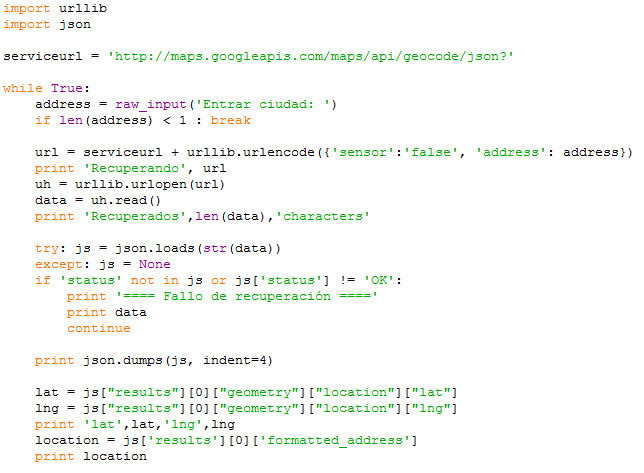 import urllib
import json

serviceurl = 'http://maps.googleapis.com/maps/api/geocode/json?'

while True:
    address = raw_input('Entrar ciudad: ')
    if len(address) < 1 : break

    url = serviceurl + urllib.urlencode({'sensor':'false', 'address': address})
    print 'Recuperando', url
    uh = urllib.urlopen(url)
    data = uh.read()
    print 'Recuperados',len(data),'characters'

    try: js = json.loads(str(data))
    except: js = None
    if 'status' not in js or js['status'] != 'OK':
        print '==== Fallo de recuperación ===='
        print data
        continue

    print json.dumps(js, indent=4)

    lat = js["results"][0]["geometry"]["location"]["lat"]
    lng = js["results"][0]["geometry"]["location"]["lng"]
    print 'lat',lat,'lng',lng
    location = js['results'][0]['formatted_address']
    print location